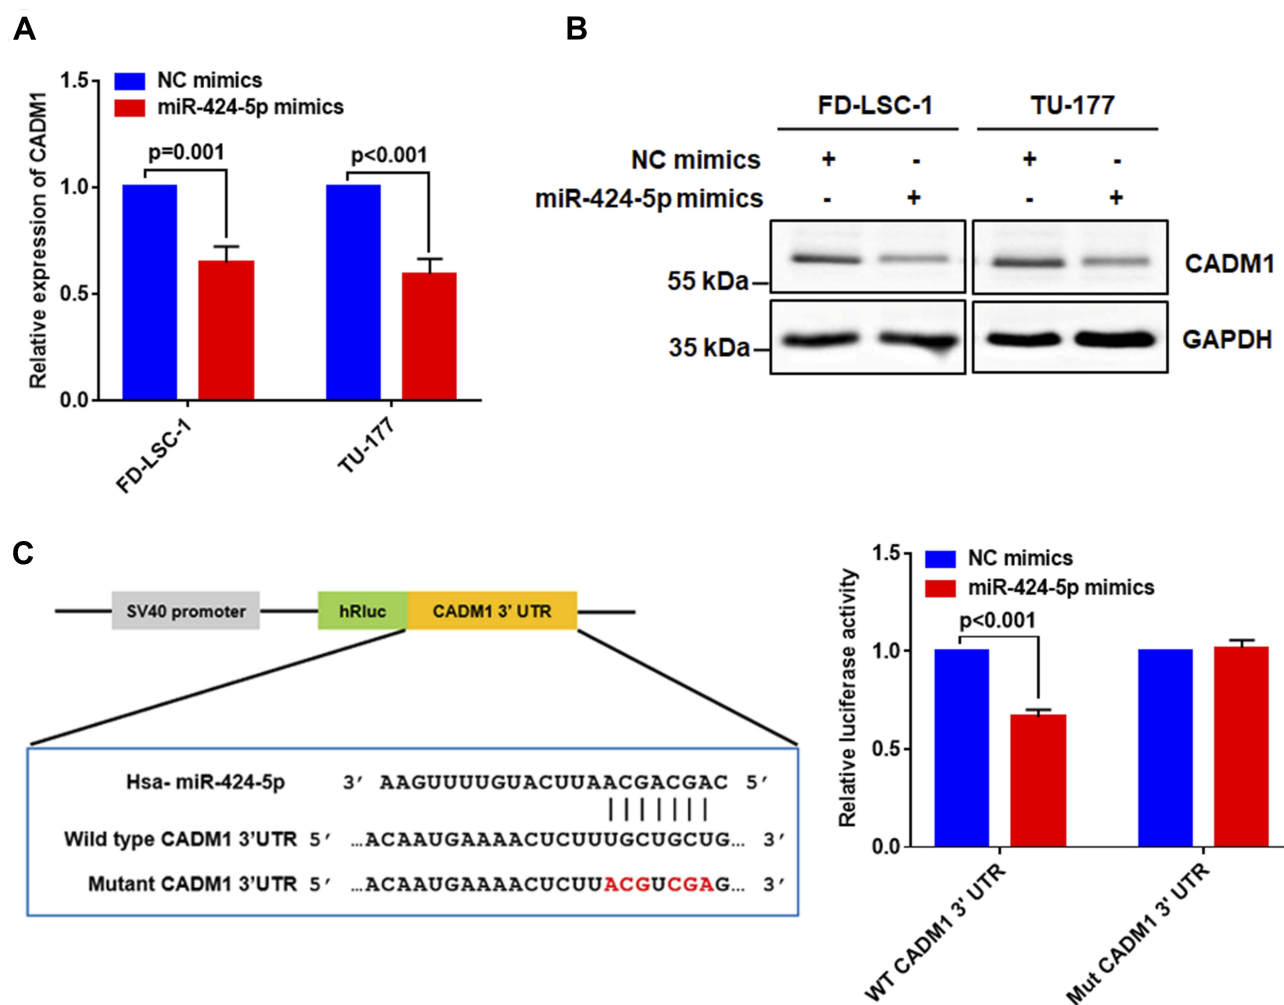 A
Relative expression of CADM1
1.5
1.0
0.5
0.0
NC mimics
miR-424-5p mimics
p=0.001
p<0.001
FD-LSC-1
TU-177
B
FD-LSC-1 TU-177
NC mimics + - + -
miR-424-5p mimics - + - +
55 kDa
CADM1
35 kDa
GAPDH
C
SV40 promoter hRluc CADM1 3' UTR
Hsa- miR-424-5p 3′ AAGUUUUGUACUUAACGACGAC 5′
Wild type CADM1 3'UTR 5′ …ACAAUGAAAACUCUUUGCUGCUG… 3′
Mutant CADM1 3'UTR 5′ …ACAAUGAAAACUCUUACGUCGAG… 3′
Relative luciferase activity
1.5
1.0
0.5
0.0
NC mimics
miR-424-5p mimics
p<0.001
WT CADM1 3' UTR
Mut CADM1 3' UTR